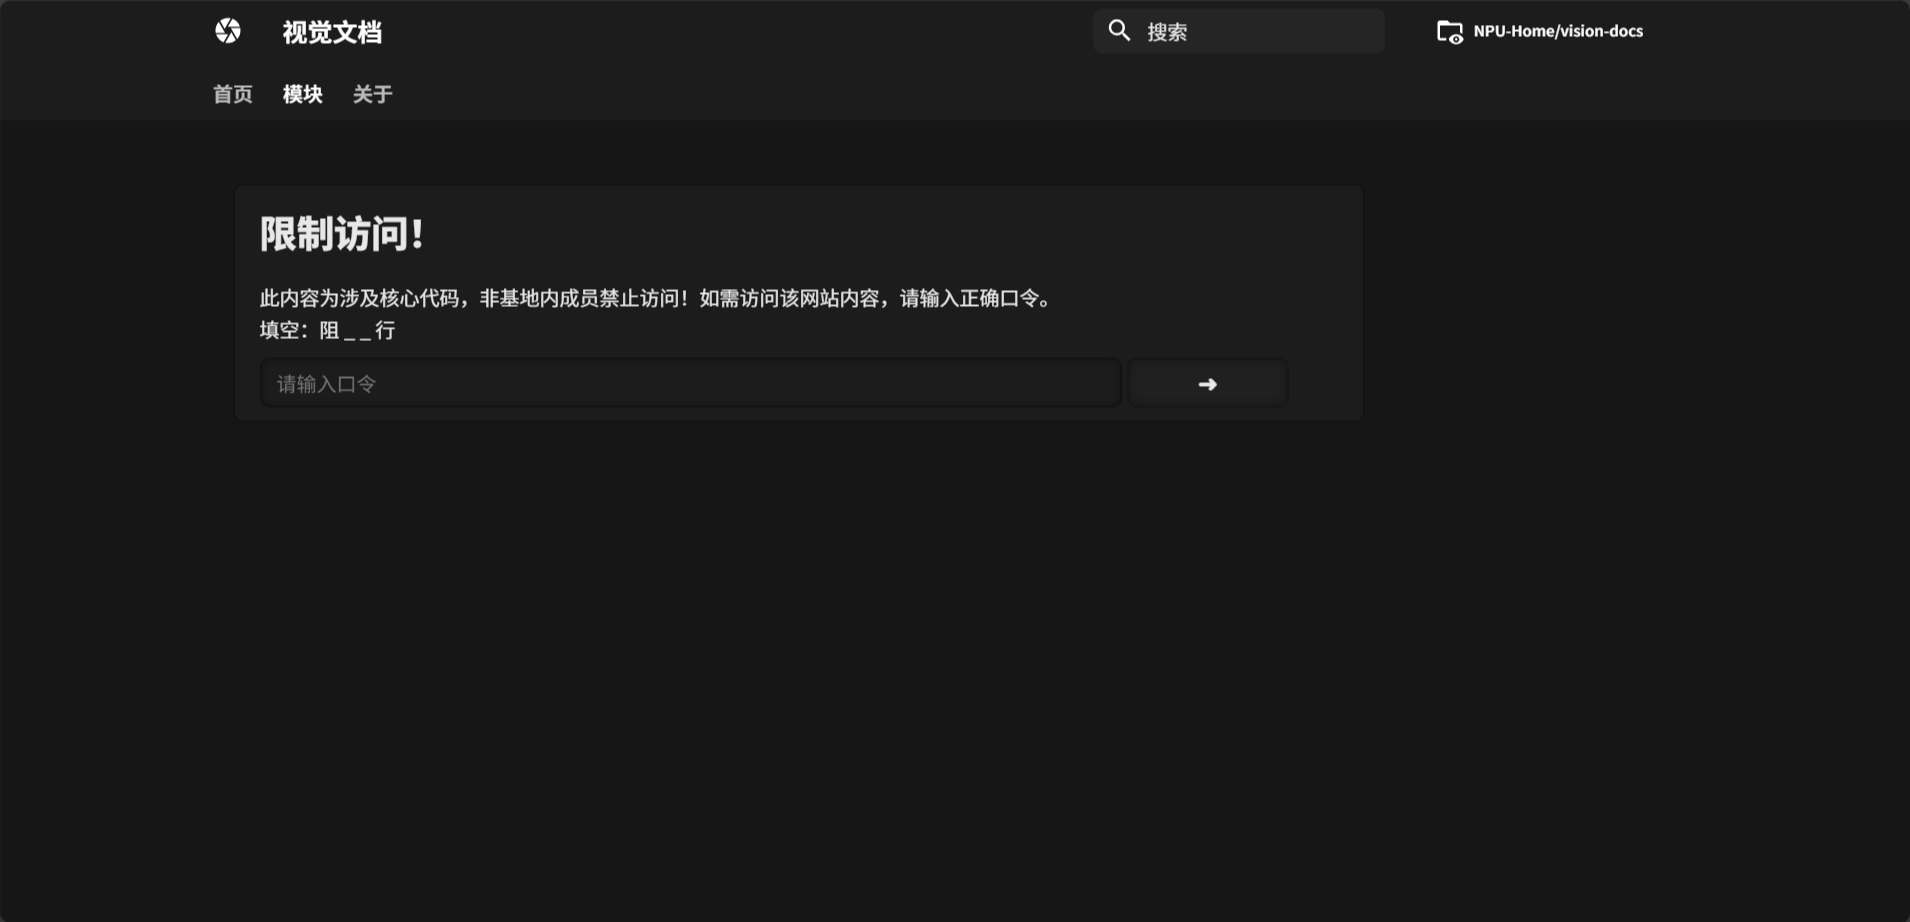 视觉文档
搜索
NPU-Home/vision-docs
首页 模块 关于
限制访问！
此内容为涉及核心代码，非基地内成员禁止访问！如需访问该网站内容，请输入正确口令。
填空：阻 _ _ 行
请输入口令
➜